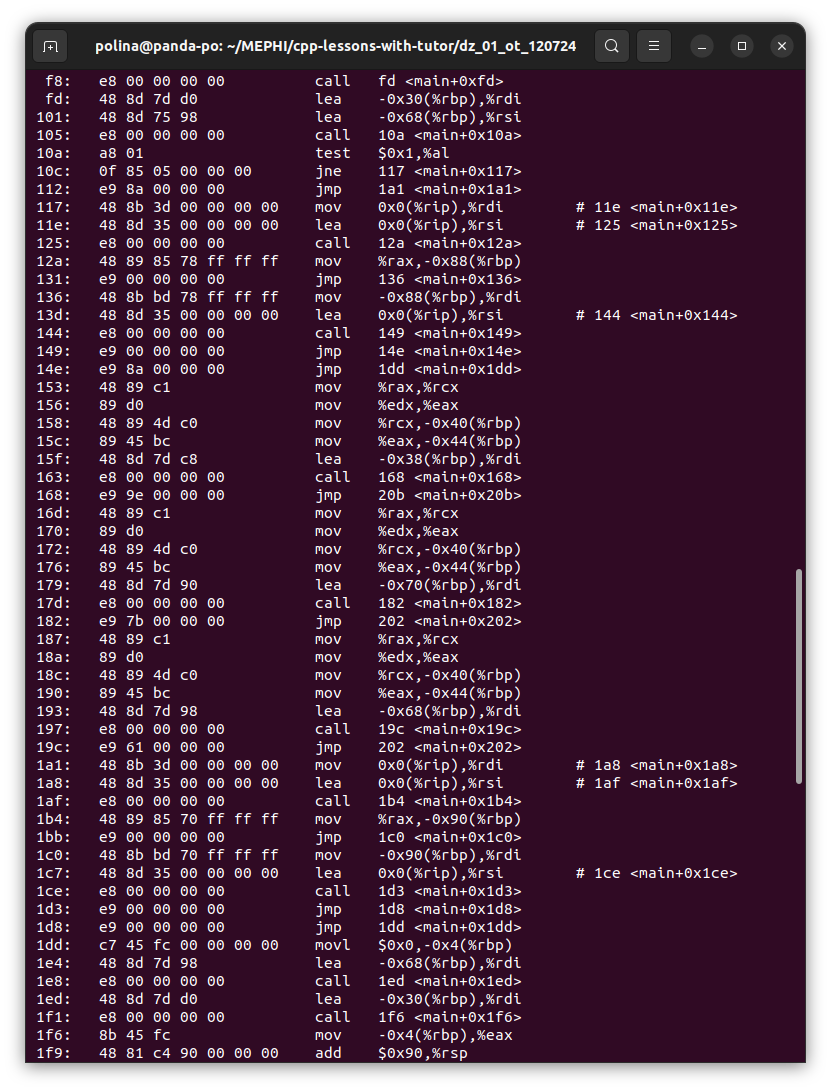 polina@panda-po: ~/MEPHI/cpp-lessons-with-tutor/dz_01_ot_120724
f8: e8 00 00 00 00 call fd <main+0xfd>
fd: 48 8d 7d d0 lea -0x30(%rbp),%rdi
101: 48 8d 75 98 lea -0x68(%rbp),%rsi
105: e8 00 00 00 00 call 10a <main+0x10a>
10a: a8 01 test $0x1,%al
10c: 0f 85 05 00 00 00 jne 117 <main+0x117>
112: e9 8a 00 00 00 jmp 1a1 <main+0x1a1>
117: 48 8b 3d 00 00 00 00 mov 0x0(%rip),%rdi # 11e <main+0x11e>
11e: 48 8d 35 00 00 00 00 lea 0x0(%rip),%rsi # 125 <main+0x125>
125: e8 00 00 00 00 call 12a <main+0x12a>
12a: 48 89 85 78 ff ff ff mov %rax,-0x88(%rbp)
131: e9 00 00 00 00 jmp 136 <main+0x136>
136: 48 8b bd 78 ff ff ff mov -0x88(%rbp),%rdi
13d: 48 8d 35 00 00 00 00 lea 0x0(%rip),%rsi # 144 <main+0x144>
144: e8 00 00 00 00 call 149 <main+0x149>
149: e9 00 00 00 00 jmp 14e <main+0x14e>
14e: e9 8a 00 00 00 jmp 1dd <main+0x1dd>
153: 48 89 c1 mov %rax,%rcx
156: 89 d0 mov %edx,%eax
158: 48 89 4d c0 mov %rcx,-0x40(%rbp)
15c: 89 45 bc mov %eax,-0x44(%rbp)
15f: 48 8d 7d c8 lea -0x38(%rbp),%rdi
163: e8 00 00 00 00 call 168 <main+0x168>
168: e9 9e 00 00 00 jmp 20b <main+0x20b>
16d: 48 89 c1 mov %rax,%rcx
170: 89 d0 mov %edx,%eax
172: 48 89 4d c0 mov %rcx,-0x40(%rbp)
176: 89 45 bc mov %eax,-0x44(%rbp)
179: 48 8d 7d 90 lea -0x70(%rbp),%rdi
17d: e8 00 00 00 00 call 182 <main+0x182>
182: e9 7b 00 00 00 jmp 202 <main+0x202>
187: 48 89 c1 mov %rax,%rcx
18a: 89 d0 mov %edx,%eax
18c: 48 89 4d c0 mov %rcx,-0x40(%rbp)
190: 89 45 bc mov %eax,-0x44(%rbp)
193: 48 8d 7d 98 lea -0x68(%rbp),%rdi
197: e8 00 00 00 00 call 19c <main+0x19c>
19c: e9 61 00 00 00 jmp 202 <main+0x202>
1a1: 48 8b 3d 00 00 00 00 mov 0x0(%rip),%rdi # 1a8 <main+0x1a8>
1a8: 48 8d 35 00 00 00 00 lea 0x0(%rip),%rsi # 1af <main+0x1af>
1af: e8 00 00 00 00 call 1b4 <main+0x1b4>
1b4: 48 89 85 70 ff ff ff mov %rax,-0x90(%rbp)
1bb: e9 00 00 00 00 jmp 1c0 <main+0x1c0>
1c0: 48 8b bd 70 ff ff ff mov -0x90(%rbp),%rdi
1c7: 48 8d 35 00 00 00 00 lea 0x0(%rip),%rsi # 1ce <main+0x1ce>
1ce: e8 00 00 00 00 call 1d3 <main+0x1d3>
1d3: e9 00 00 00 00 jmp 1d8 <main+0x1d8>
1d8: e9 00 00 00 00 jmp 1dd <main+0x1dd>
1dd: c7 45 fc 00 00 00 00 movl $0x0,-0x4(%rbp)
1e4: 48 8d 7d 98 lea -0x68(%rbp),%rdi
1e8: e8 00 00 00 00 call 1ed <main+0x1ed>
1ed: 48 8d 7d d0 lea -0x30(%rbp),%rdi
1f1: e8 00 00 00 00 call 1f6 <main+0x1f6>
1f6: 8b 45 fc mov -0x4(%rbp),%eax
1f9: 48 81 c4 90 00 00 00 add $0x90,%rsp